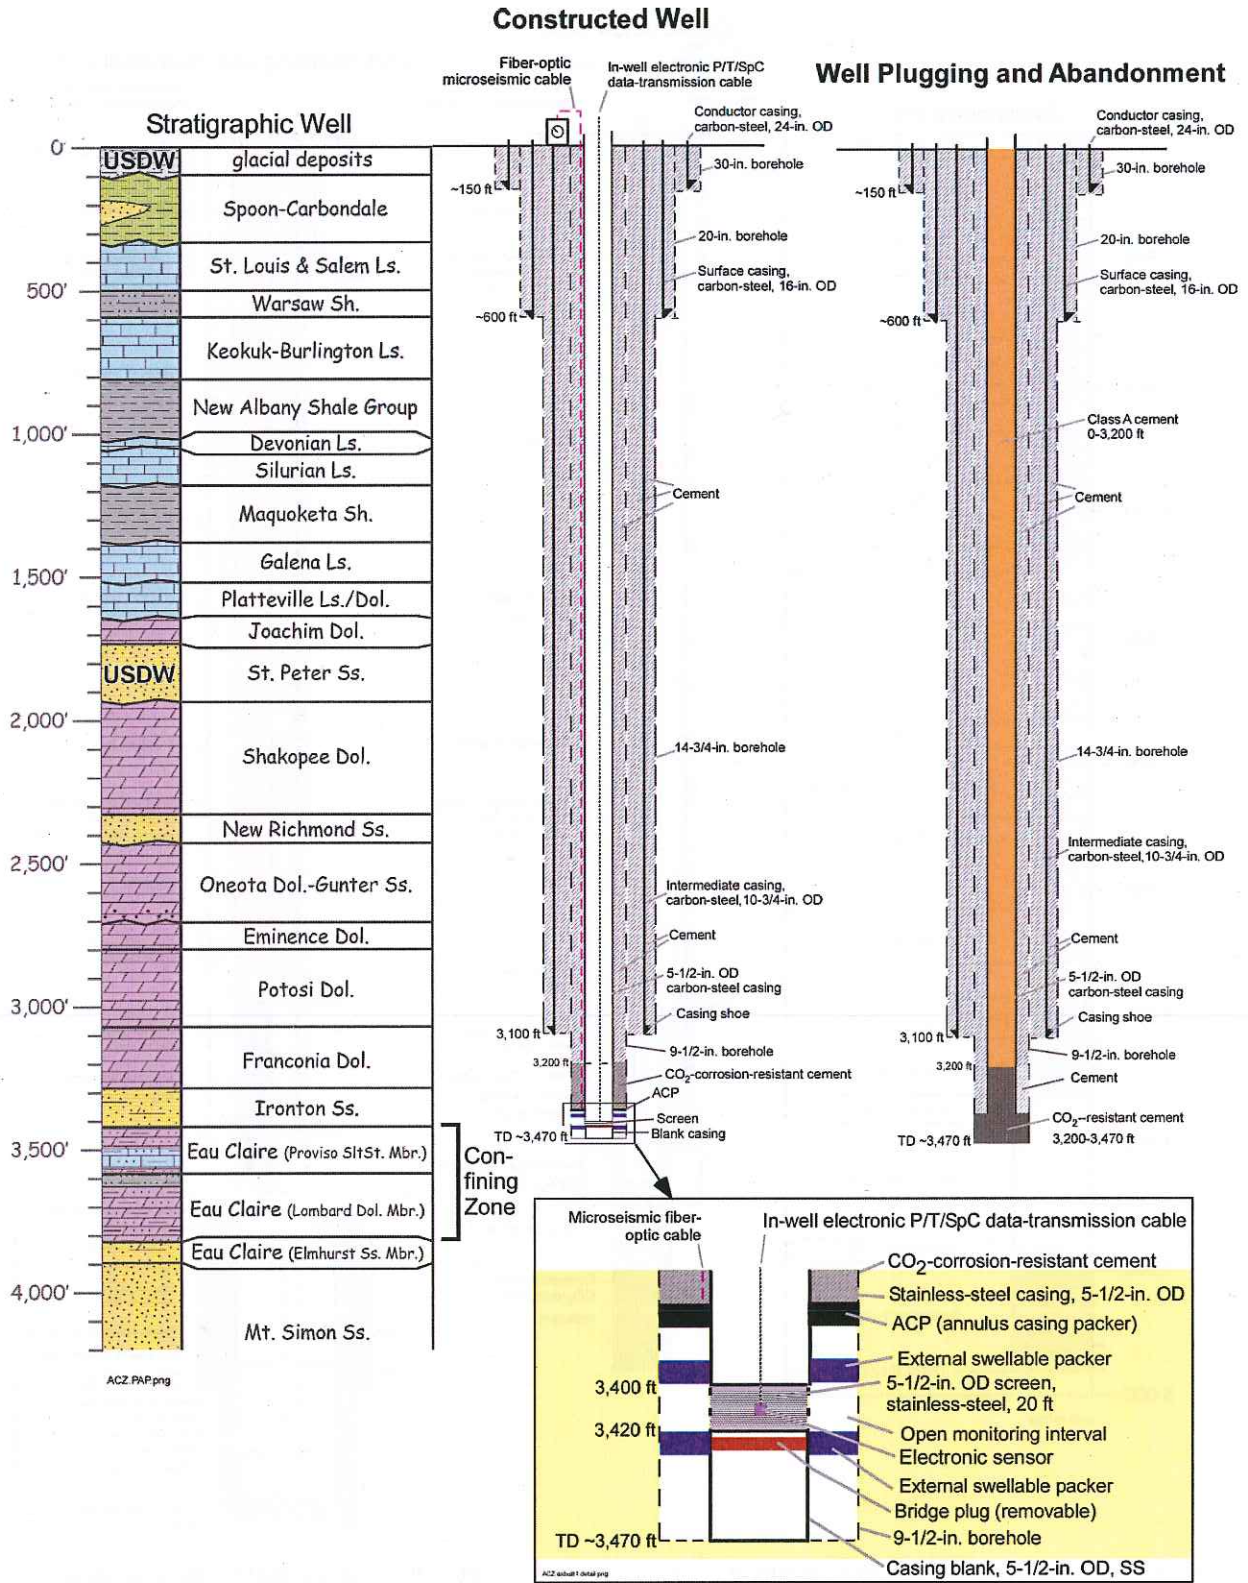 Constructed Well
Fiber-optic
microseismic cable
In-well electronic P/T/SpC
data-transmission cable
Well Plugging and Abandonment
Stratigraphic Well
Conductor casing,
carbon-steel, 24-in. OD
30-in. borehole
~150 ft
20-in. borehole
Surface casing,
carbon-steel, 16-in. OD
~600 ft
Cement
14-3/4-in. borehole
Intermediate casing,
carbon-steel, 10-3/4-in. OD
Cement
5-1/2-in. OD
carbon-steel casing
Casing shoe
3,100 ft
9-1/2-in. borehole
3,200 ft
CO2-corrosion-resistant cement
ACP
Screen
Blank casing
TD ~3,470 ft
Conductor casing,
carbon-steel, 24-in. OD
30-in. borehole
~150 ft
20-in. borehole
Surface casing,
carbon-steel, 16-in. OD
~600 ft
Class A cement
0-3,200 ft
Cement
14-3/4-in. borehole
Intermediate casing,
carbon-steel, 10-3/4-in. OD
Cement
5-1/2-in. OD
carbon-steel casing
Casing shoe
3,100 ft
9-1/2-in. borehole
3,200 ft
Cement
CO2-resistant cement
3,200-3,470 ft
TD ~3,470 ft
0'
500'
1,000'
1,500'
2,000'
2,500'
3,000'
3,500'
4,000'
USDW
glacial deposits
Spoon-Carbondale
St. Louis & Salem Ls.
Warsaw Sh.
Keokuk-Burlington Ls.
New Albany Shale Group
Devonian Ls.
Silurian Ls.
Maquoketa Sh.
Galena Ls.
Platteville Ls./Dol.
Joachim Dol.
USDW
St. Peter Ss.
Shakopee Dol.
New Richmond Ss.
Oneota Dol.-Gunter Ss.
Eminence Dol.
Potosi Dol.
Franconia Dol.
Ironton Ss.
Eau Claire (Proviso SltSt. Mbr.)
Eau Claire (Lombard Dol. Mbr.)
Eau Claire (Elmhurst Ss. Mbr.)
Mt. Simon Ss.
Con-
fining
Zone
ACZ PAP.png
Microseismic fiber-
optic cable
In-well electronic P/T/SpC data-transmission cable
CO2-corrosion-resistant cement
Stainless-steel casing, 5-1/2-in. OD
ACP (annulus casing packer)
External swellable packer
3,400 ft
5-1/2-in. OD screen,
stainless-steel, 20 ft
3,420 ft
Open monitoring interval
Electronic sensor
External swellable packer
Bridge plug (removable)
TD ~3,470 ft
9-1/2-in. borehole
Casing blank, 5-1/2-in. OD, SS